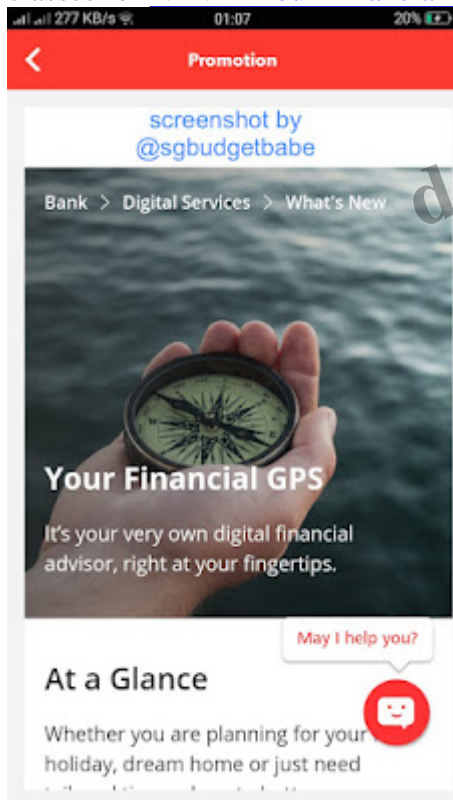 277 KB/s 01:07 20%
Promotion
screenshot by
@sgbudgetbabe
Bank > Digital Services > What's New
d
Your Financial GPS
It's your very own digital financial
advisor, right at your fingertips.
May I help you?
At a Glance
Whether you are planning for your
holiday, dream home or just need